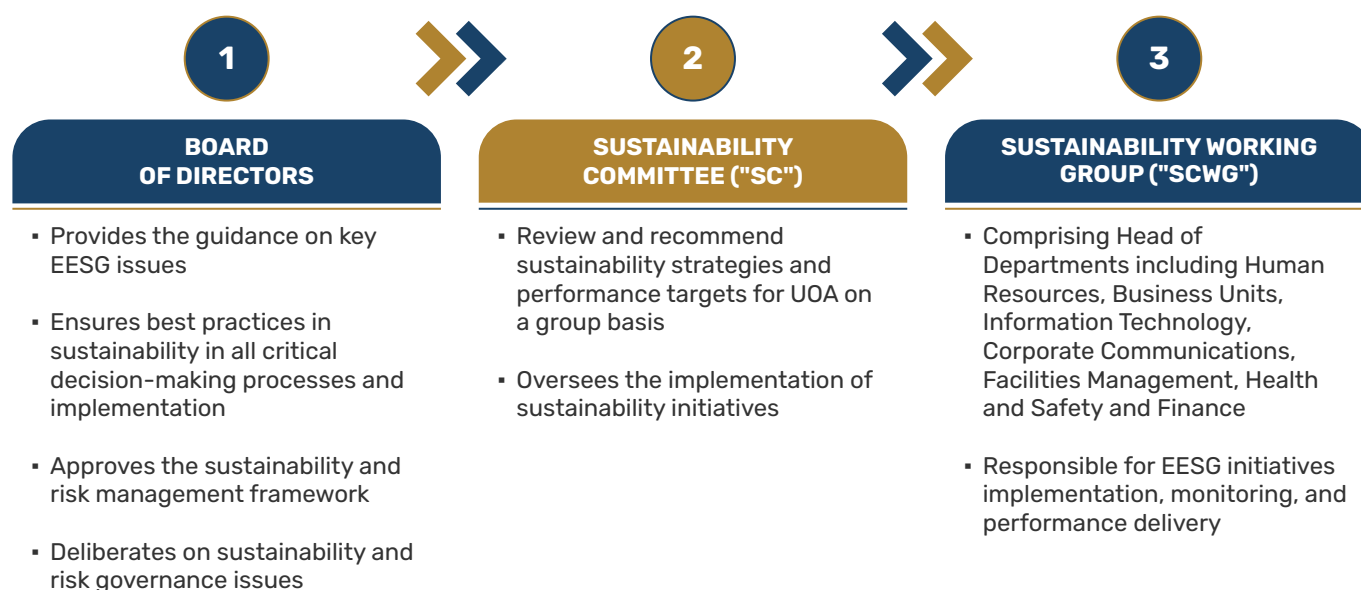 1
BOARD
OF DIRECTORS
▪ Provides the guidance on key
EESG issues
▪ Ensures best practices in
sustainability in all critical
decision-making processes and
implementation
▪ Approves the sustainability and
risk management framework
▪ Deliberates on sustainability and
risk governance issues
2
SUSTAINABILITY
COMMITTEE ("SC")
▪ Review and recommend
sustainability strategies and
performance targets for UOA on
a group basis
▪ Oversees the implementation of
sustainability initiatives
3
SUSTAINABILITY WORKING
GROUP ("SCWG")
▪ Comprising Head of
Departments including Human
Resources, Business Units,
Information Technology,
Corporate Communications,
Facilities Management, Health
and Safety and Finance
▪ Responsible for EESG initiatives
implementation, monitoring, and
performance delivery